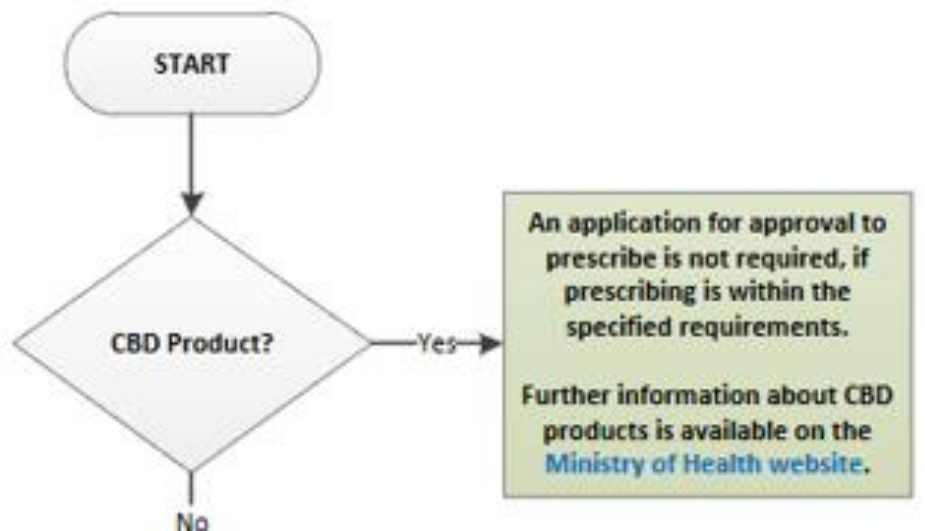 START
CBD Product?
Yes
An application for approval to
prescribe is not required, if
prescribing is within the
specified requirements.
Further information about CBD
products is available on the
Ministry of Health website.
No